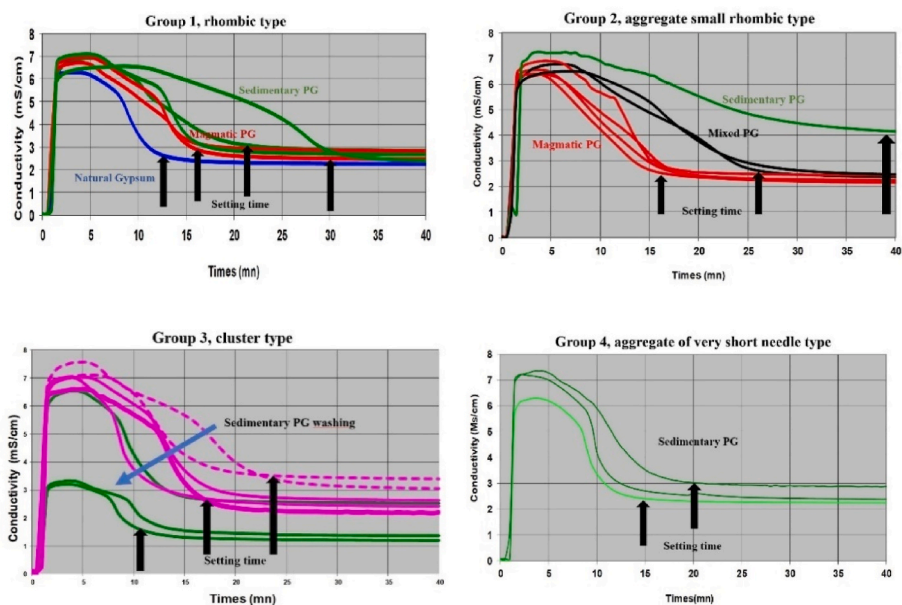 Group 1, rhombic type
Conductivity (mS/cm)
8
7
6
5
4
3
2
1
0
Sedimentary PG
Magmatic PG
Natural Gypsum
Setting time
0 5 10 15 20 25 30 35 40
Times (mn)
Group 2, aggregate small rhombic type
Conductivity (mS/cm)
8
7
6
5
4
3
2
1
0
Sedimentary PG
Mixed PG
Magmatic PG
Setting time
0 5 10 15 20 25 30 35 40
Times (mn)
Group 3, cluster type
Conductivity (mS/cm)
8
7
6
5
4
3
2
1
0
Sedimentary PG washing
Setting time
0 5 10 15 20 25 30 35 40
Times (mn)
Group 4, aggregate of very short needle type
Conductivity (Ms/cm)
8
7
6
5
4
3
2
1
0
Sedimentary PG
Setting time
0 5 10 15 20 25 30 35 40
Times(mn)